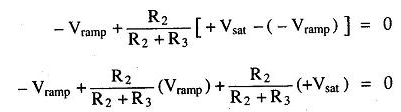 − V_ramp + R_2 / (R_2 + R_3) [ + V_sat − ( − V_ramp ) ] = 0
− V_ramp + R_2 / (R_2 + R_3) (V_ramp) + R_2 / (R_2 + R_3) (+V_sat) = 0